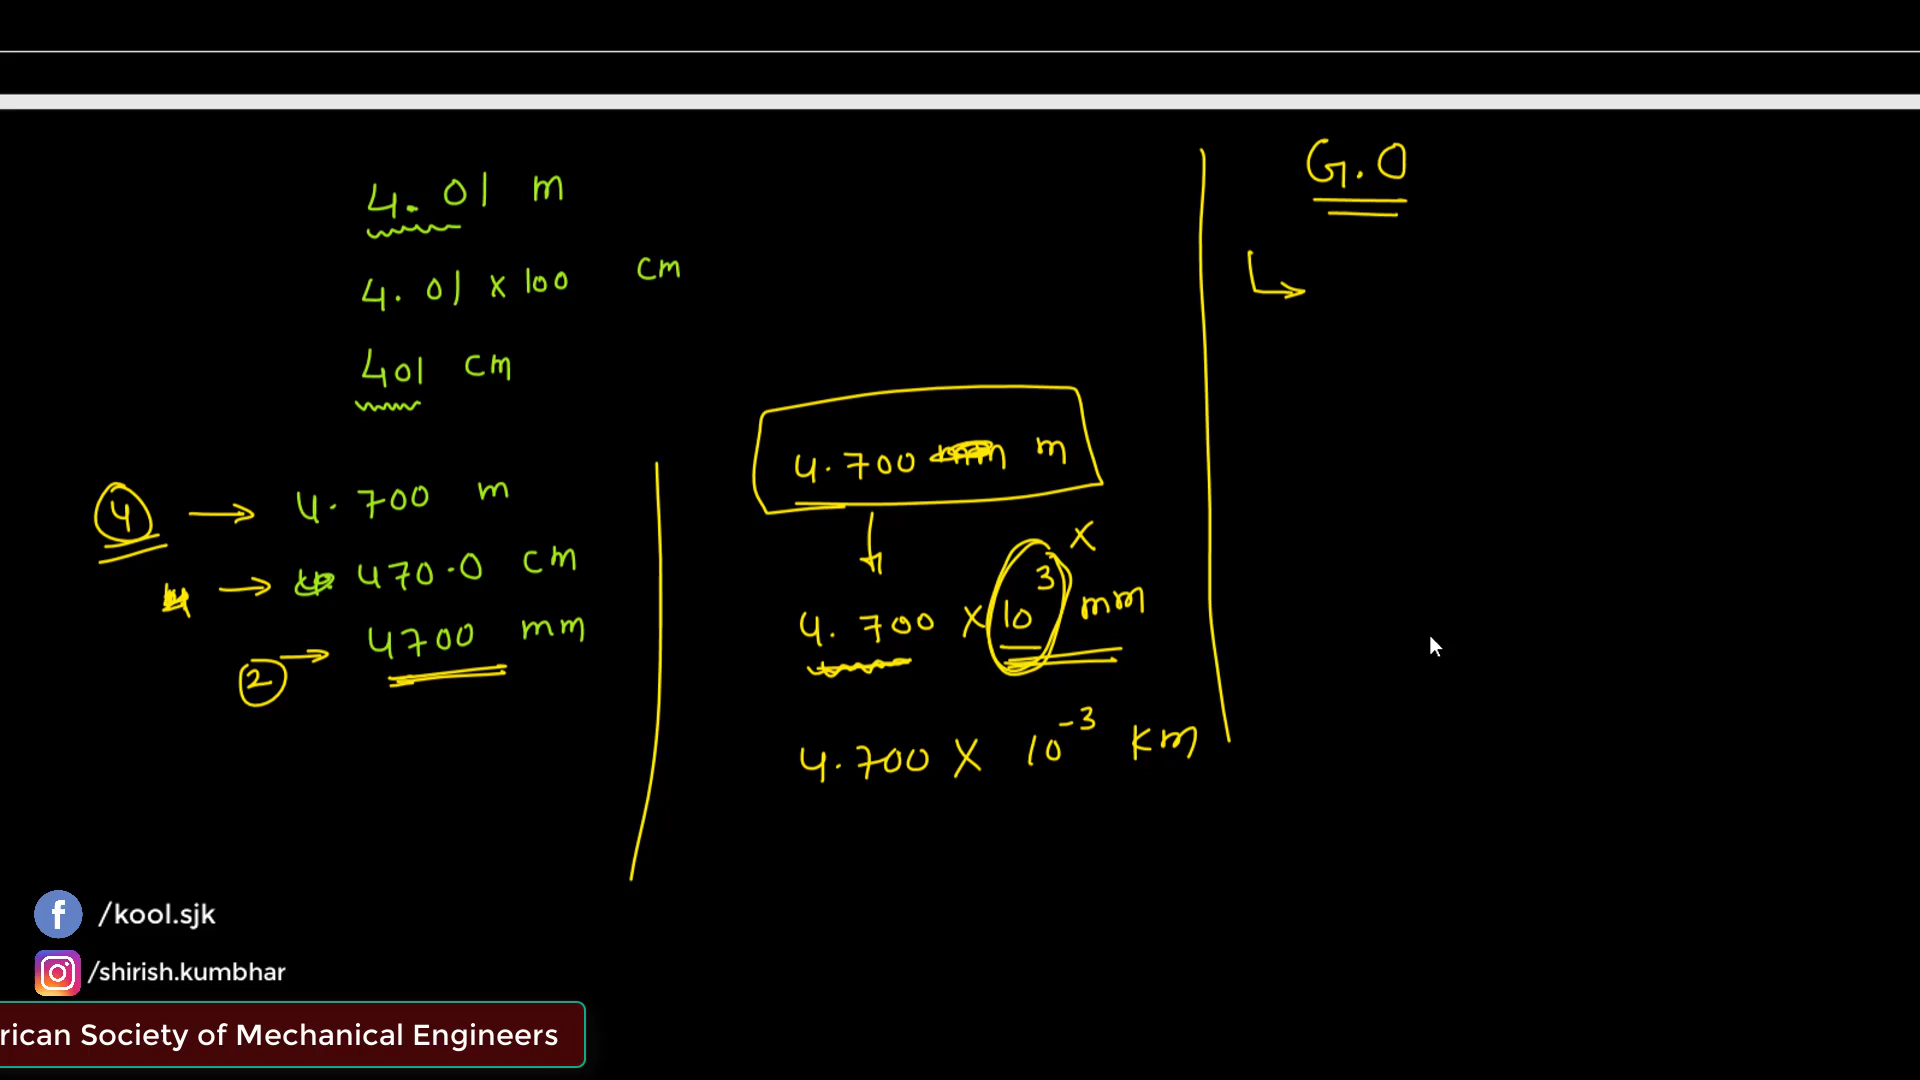 4.01 m
4.01 x 100 cm
401 cm
4 → 4.700 m
→ 470.0 cm
2 → 4700 mm
4.700 m
4.700 x 10³ mm x
4.700 x 10⁻³ km
G.O
/kool.sjk
/shirish.kumbhar
rican Society of Mechanical Engineers